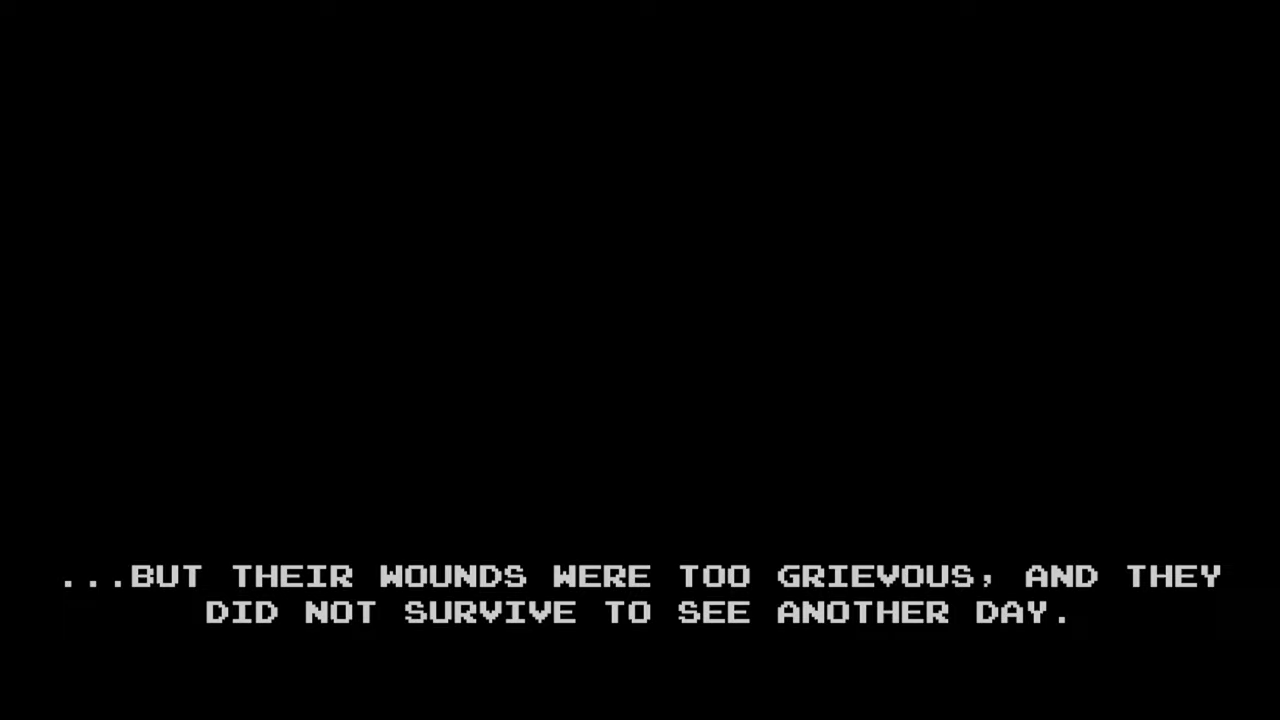 ...BUT THEIR WOUNDS WERE TOO GRIEVOUS, AND THEY
DID NOT SURVIVE TO SEE ANOTHER DAY.